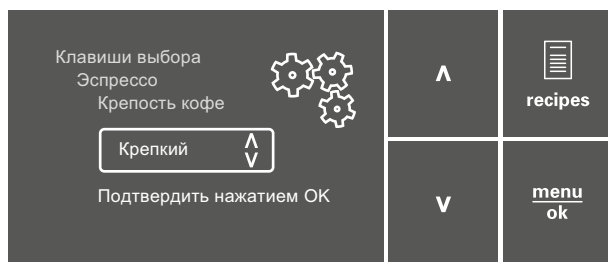 Клавиши выбора
Эспрессо
Крепость кофе
Крепкий
Подтвердить нажатием OK
recipes
menu
ok